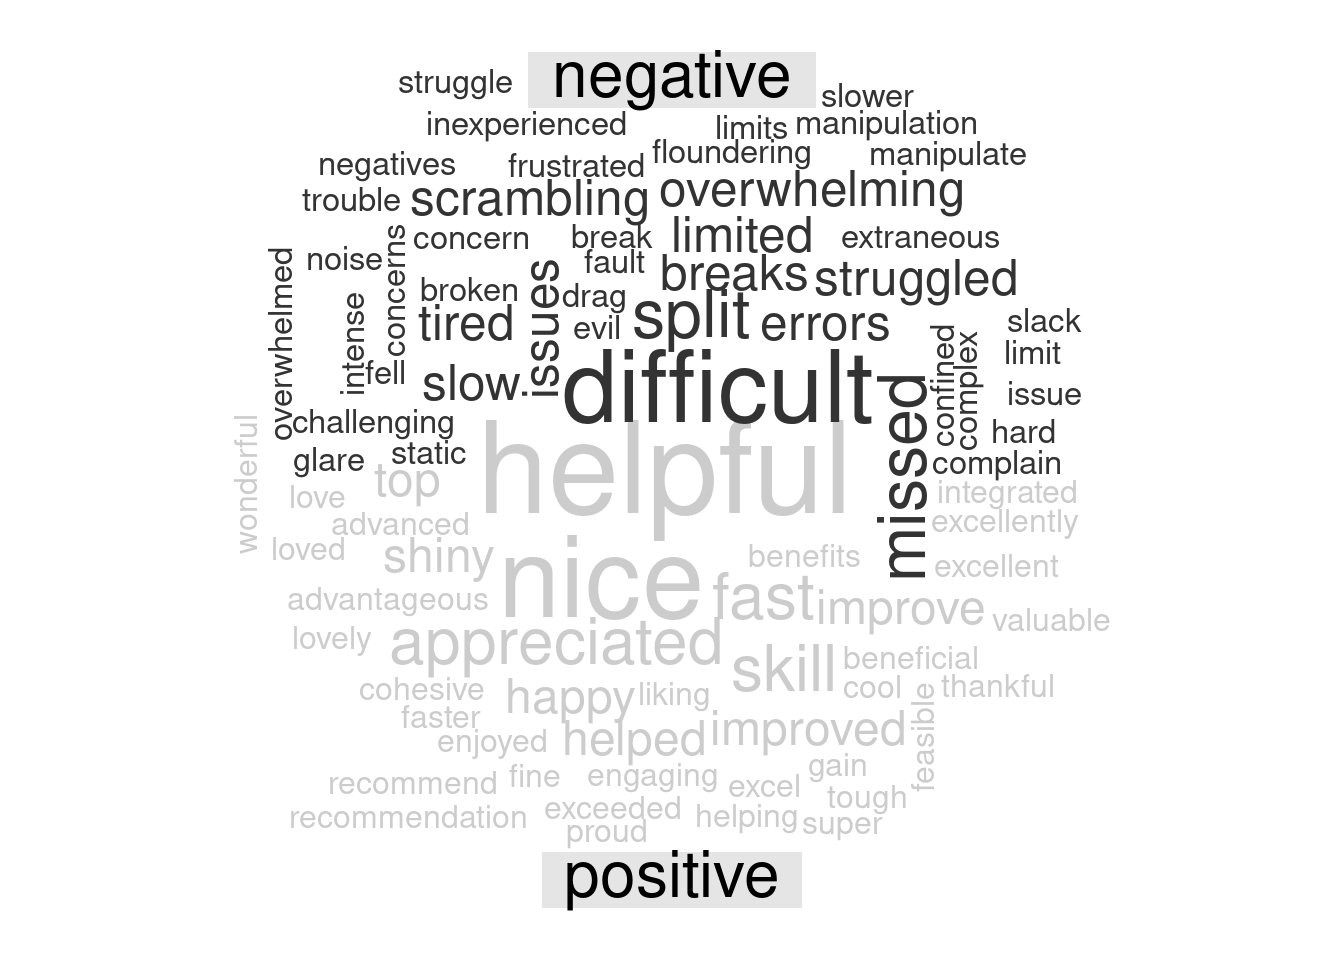 negative
struggle
slower
inexperienced
limits
manipulation
negatives
frustrated
floundering
manipulate
trouble
scrambling
overwhelming
concern
break
limited
extraneous
noise
concerns
fault
breaks
struggled
overwhelmed
intense
broken
issues
drag
split
errors
tired
evil
slack
fell
slow
difficult
missed
confined
complex
limit
issue
challenging
hard
glare
static
complain
wonderful
love
top
helpful
integrated
advanced
excellently
loved
shiny
nice
benefits
excellent
advantageous
fast
improve
valuable
lovely
appreciated
skill
beneficial
cohesive
happy
liking
cool
thankful
faster
enjoyed
helped
improved
feasible
recommend
fine
engaging
excel
gain
tough
recommendation
exceeded
helping
super
proud
positive